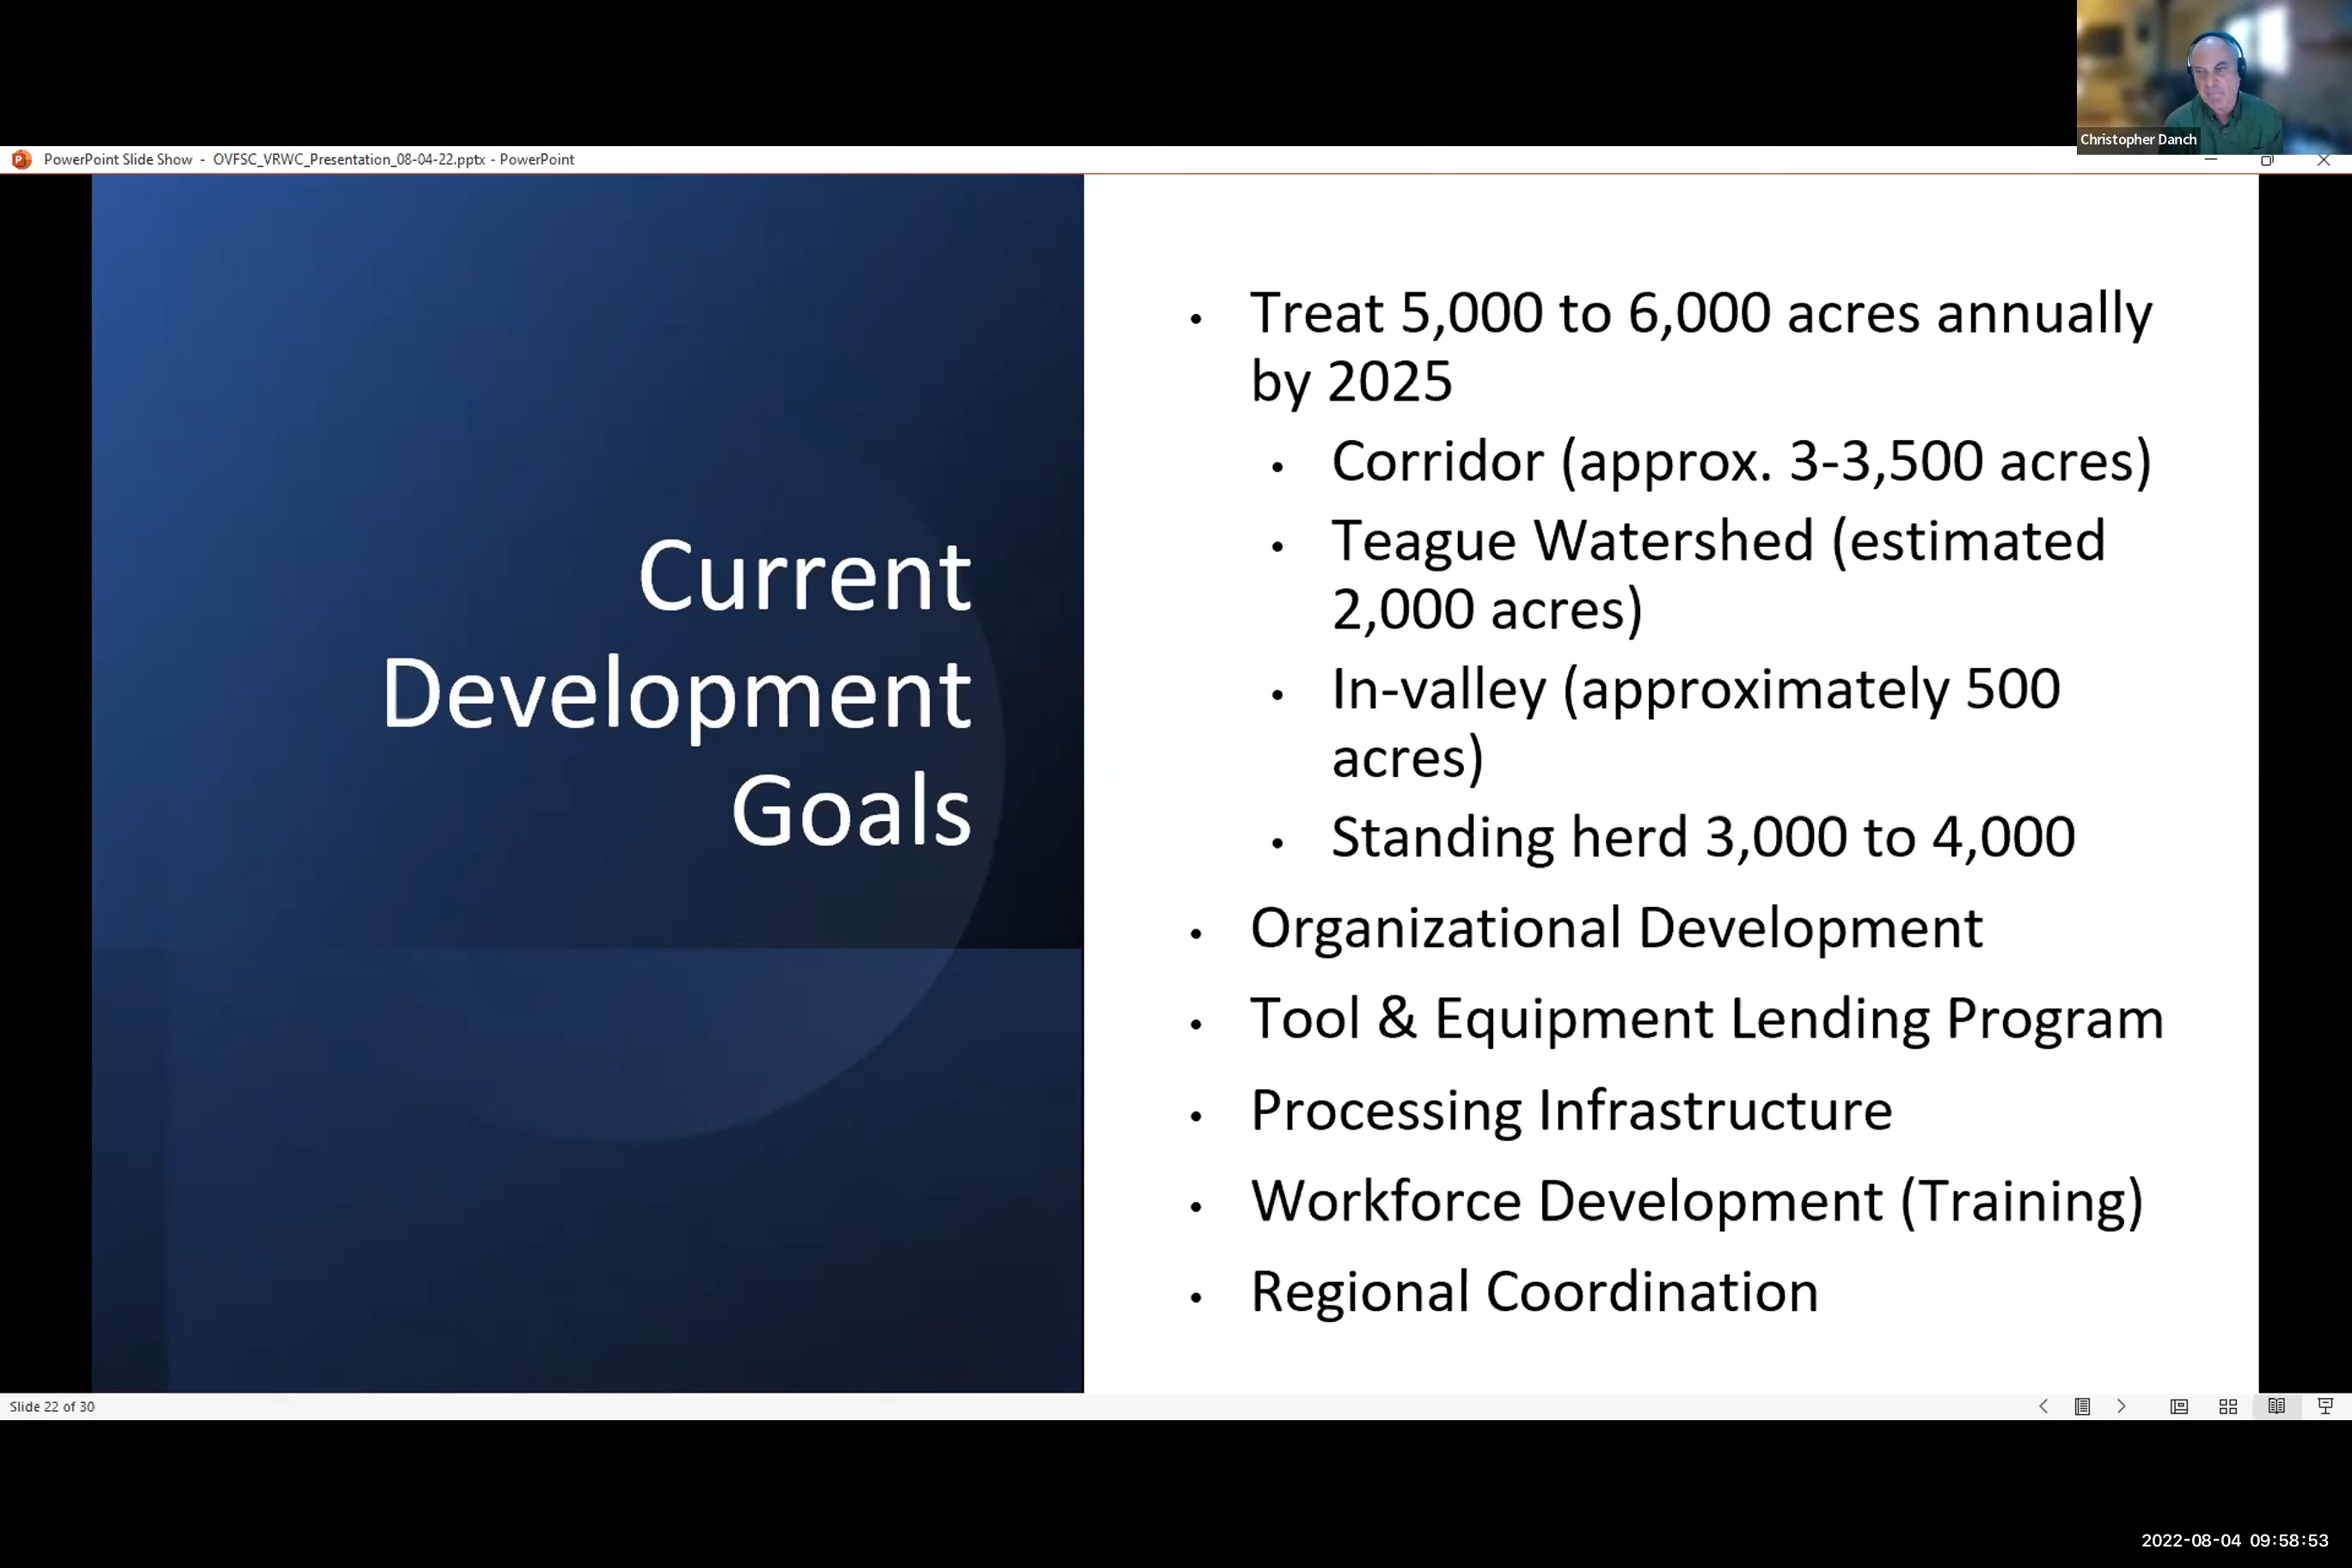 Christopher Danch
PowerPoint Slide Show - OVFSC_VRWC_Presentation_08-04-22.pptx - PowerPoint
Current
Development
Goals
• Treat 5,000 to 6,000 acres annually
by 2025
• Corridor (approx. 3-3,500 acres)
• Teague Watershed (estimated
2,000 acres)
• In-valley (approximately 500
acres)
• Standing herd 3,000 to 4,000
• Organizational Development
• Tool & Equipment Lending Program
• Processing Infrastructure
• Workforce Development (Training)
• Regional Coordination
Slide 22 of 30
2022-08-04 09:58:53